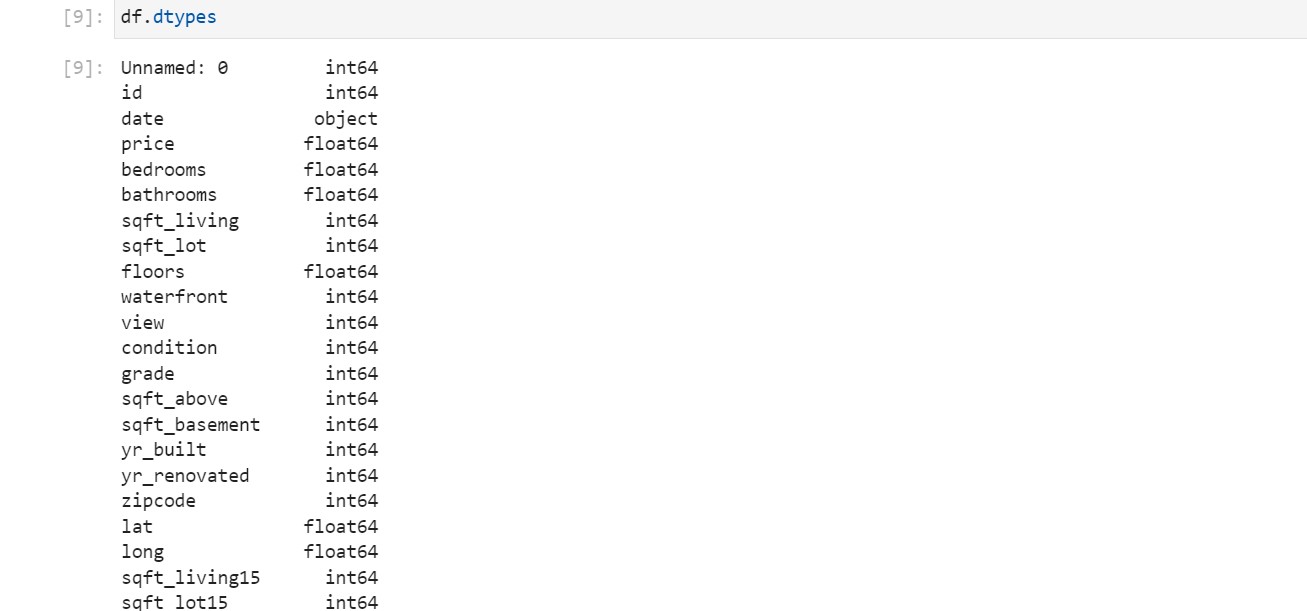 [9]: df.dtypes
[9]: Unnamed: 0 int64
id int64
date object
price float64
bedrooms float64
bathrooms float64
sqft_living int64
sqft_lot int64
floors float64
waterfront int64
view int64
condition int64
grade int64
sqft_above int64
sqft_basement int64
yr_built int64
yr_renovated int64
zipcode int64
lat float64
long float64
sqft_living15 int64
sqft_lot15 int64